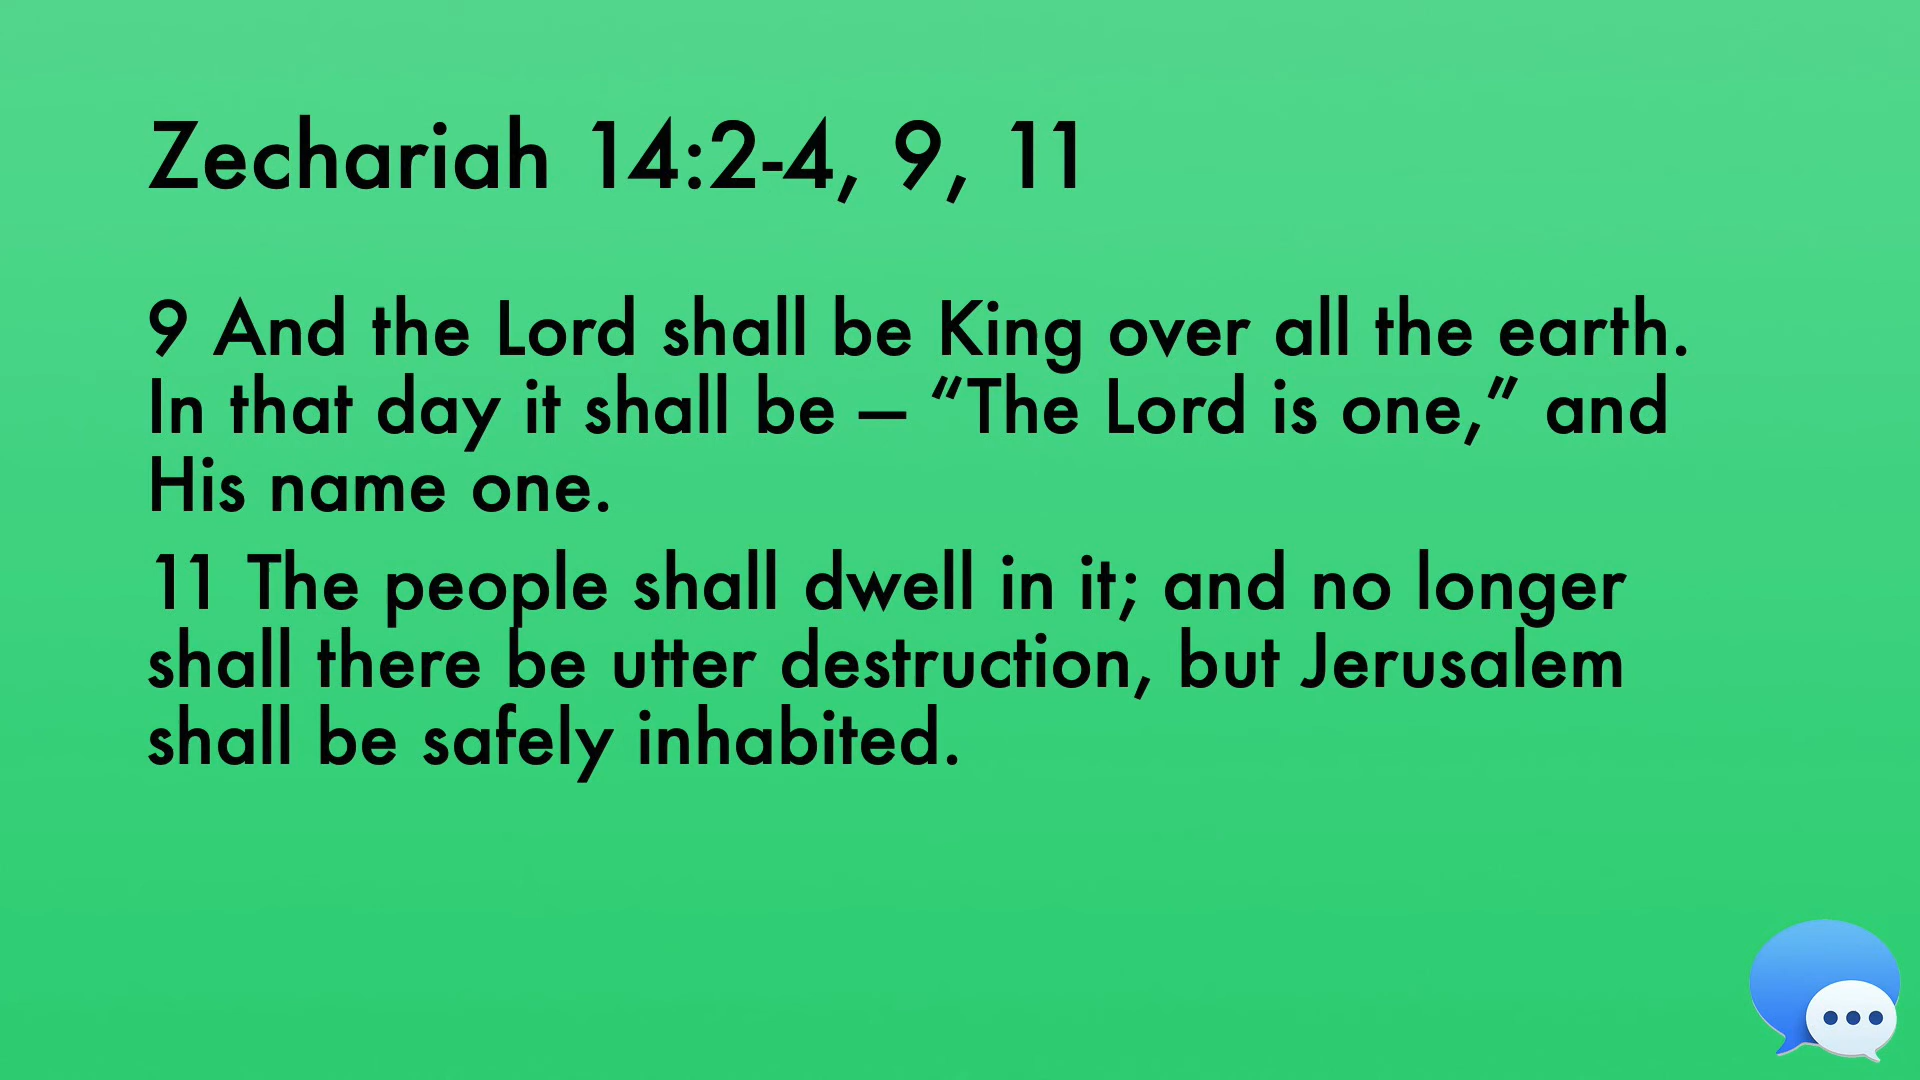 Zechariah 14:2-4, 9, 11
9 And the Lord shall be King over all the earth.
In that day it shall be — “The Lord is one,” and
His name one.
11 The people shall dwell in it; and no longer
shall there be utter destruction, but Jerusalem
shall be safely inhabited.